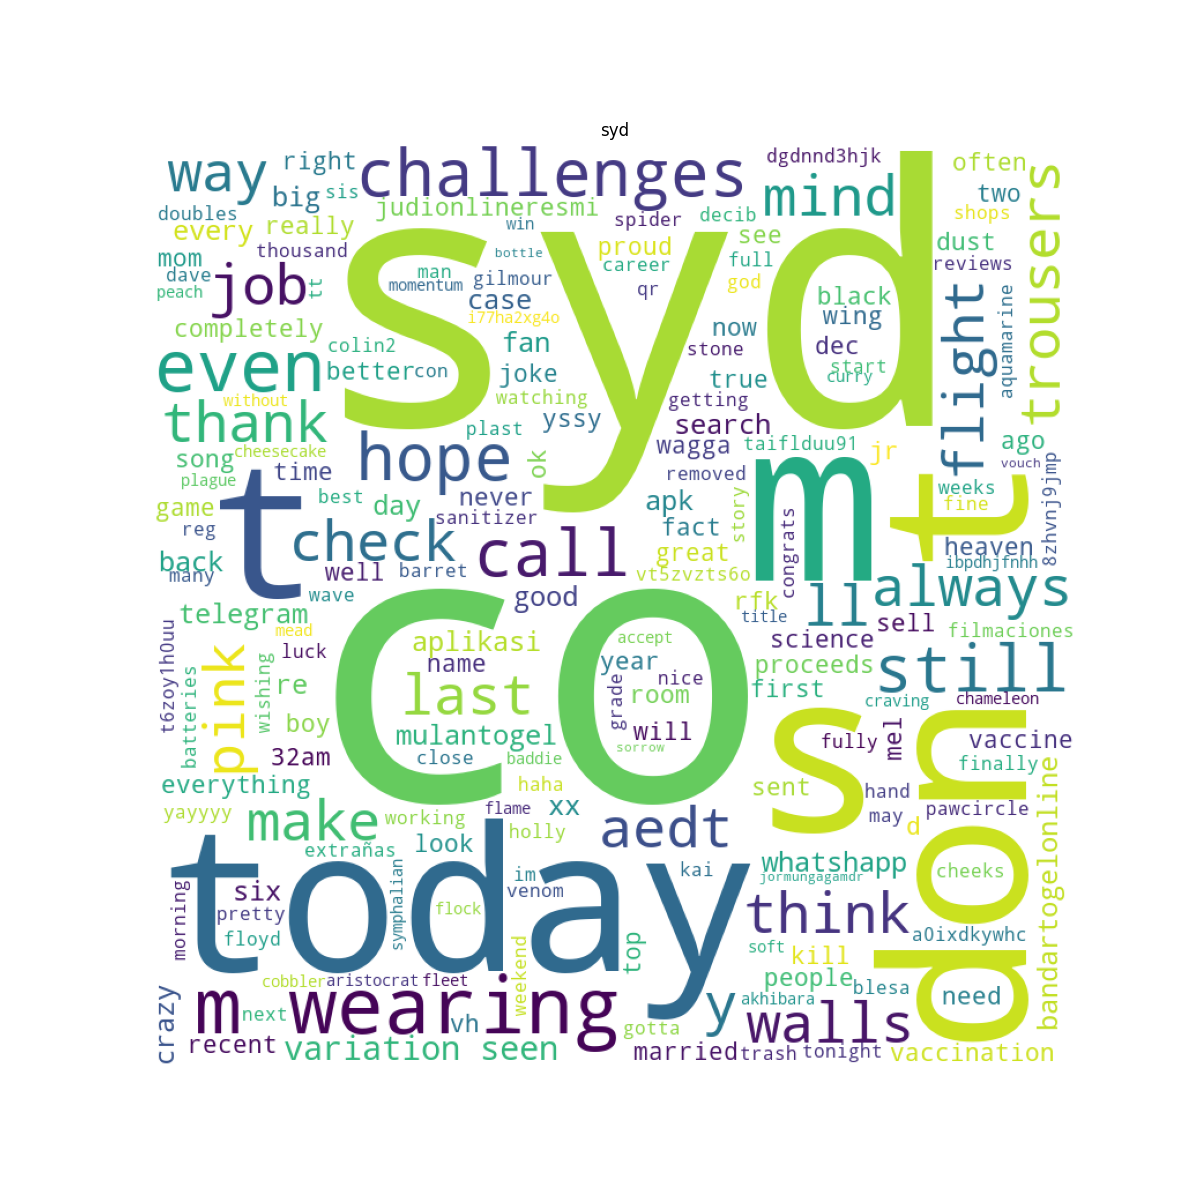 syd
way
right
challenges
dgdnnd3hjk
often
big
sis
mind
two
trousers
doubles
judionlineresmi
spider
decib
shops
every
really
win
syd
proud
see
dust
mom
thousand
bottle
career
full
reviews
dave
job
tt
man
gilmour
god
peach
momentum
case
qr
black
flight
aquamarine
completely
i77ha2xg4o
wing
now
colin2
fan
stone
dec
even
better
con
joke
true
start
curry
without
watching
getting
thank
plast
yssy
search
cheesecake
hope
ok
wagga
taiflduu91
jr
ago
song
time
removed
vouch
8zhvnj9jmp
plague
t
best
day
never
apk
story
m
t
weeks
game
sanitizer
fact
congrats
fine
reg
check
call
great
heaven
back
well
barret
vt5zvzts6o
ibpdhjfnhh
many
wave
good
rfk
ll
always
telegram
co
title
sell
filmaciones
mead
aplikasi
accept
science
t6zoy1h0uu
pink
wishing
luck
name
year
proceeds
still
batteries
re
last
grade
nice
room
first
craving
chameleon
boy
mulantogel
will
s
don
fully
mel
vaccine
32am
close
baddie
sorrow
finally
everything
haha
sent
hand
bandartogelonline
yayyyy
make
working
flame
xx
aedt
may
d
pawcircle
extrañas
look
holly
today
whatshapp
cheeks
morning
six
symphalian
im
venom
kai
jormungagamdr
pretty
flock
think
floyd
weekend
top
soft
kill
a0ixdkywhc
cobbler
aristocrat
fleet
people
blesa
need
crazy
m
wearing
y
akhibara
next
vh
gotta
walls
recent
variation
seen
married
trash
tonight
vaccination